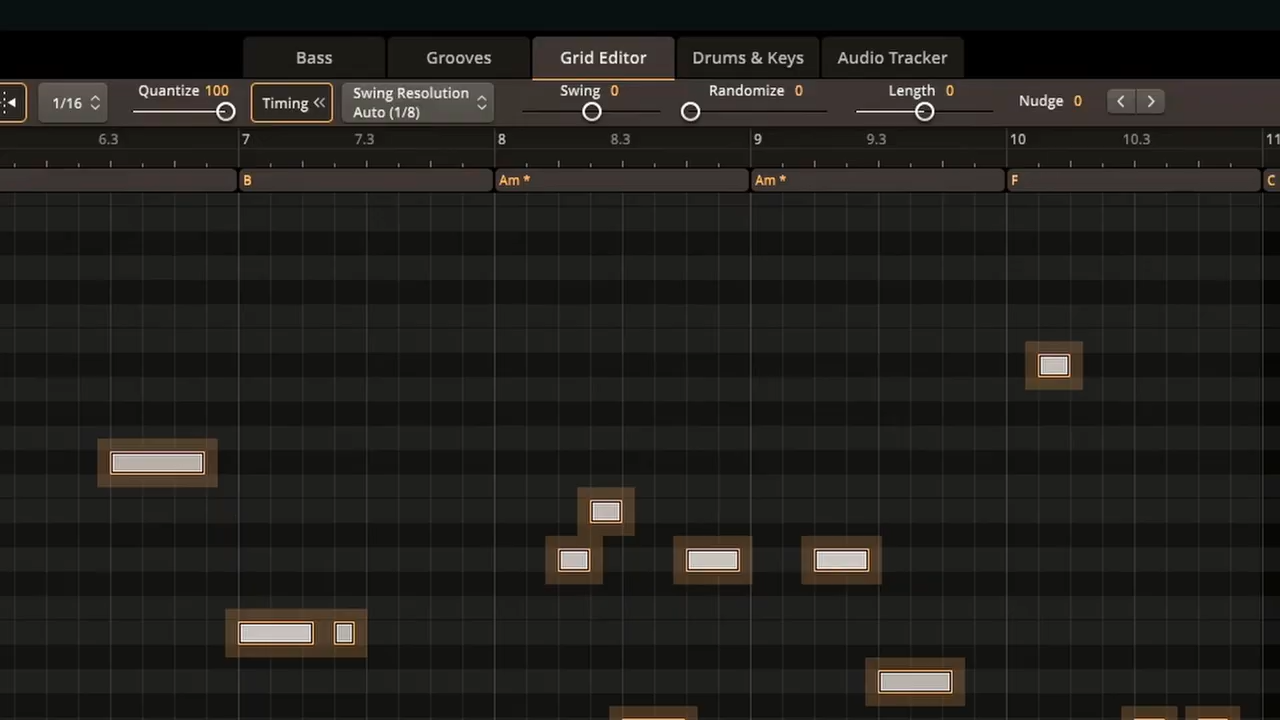 Bass Grooves Grid Editor Drums & Keys Audio Tracker
1/16 Quantize 100 Timing Swing Resolution Auto (1/8) Swing 0 Randomize 0 Length 0 Nudge 0
6.3 7 7.3 8 8.3 9 9.3 10 10.3 11
B Am * Am * F C